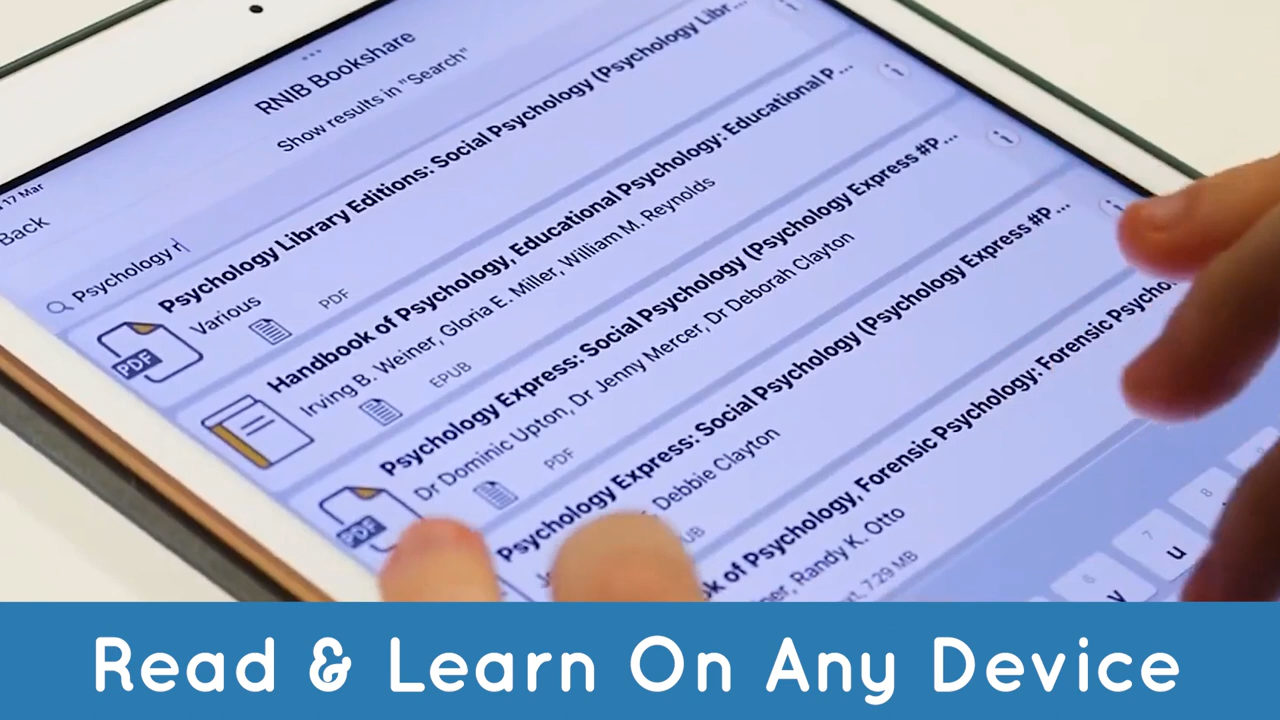 17 Mar
Back
RNIB Bookshare
Show results in "Search"
Psychology r
Psychology Library Editions: Social Psychology (Psychology Libr...
Various
PDF
PDF
Handbook of Psychology, Educational Psychology: Educational P...
Irving B. Weiner, Gloria E. Miller, William M. Reynolds
EPUB
Psychology Express: Social Psychology (Psychology Express #P...
Dr Dominic Upton, Dr Jenny Mercer, Dr Deborah Clayton
PDF
PDF
Psychology Express: Social Psychology (Psychology Express #P...
Debbie Clayton
of Psychology, Forensic Psychology: Forensic Psycho
Randy K. Otto
7.29 MB
6 7 8
y u
Read & Learn On Any Device